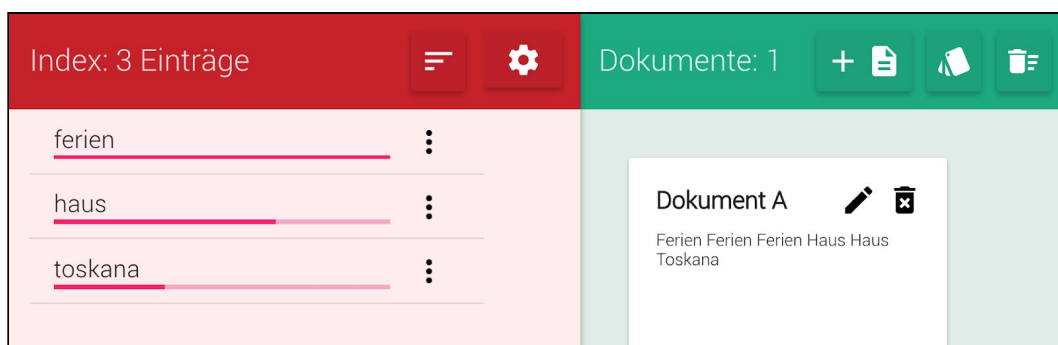 Index: 3 Einträge
Dokumente: 1
ferien
haus
toskana
Dokument A
Ferien Ferien Ferien Haus Haus
Toskana